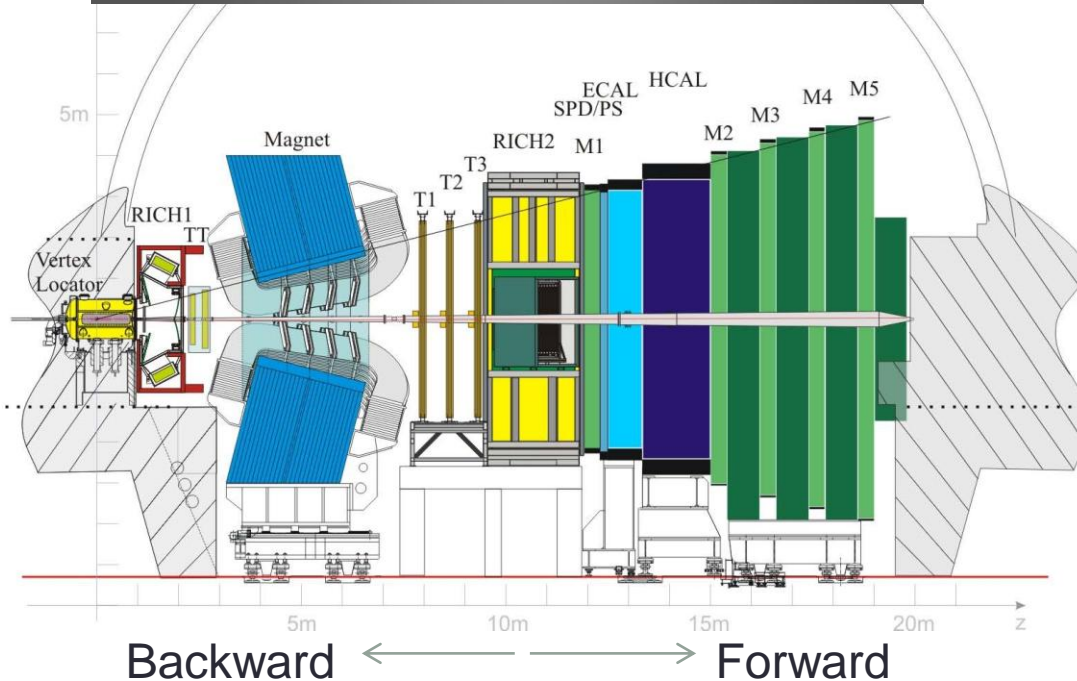 5m
Vertex
Locator
RICH1
TT
Magnet
T1
T2
T3
RICH2
M1
SPD/PS
ECAL
HCAL
M2
M3
M4
M5
5m
10m
15m
20m
z
Backward
Forward